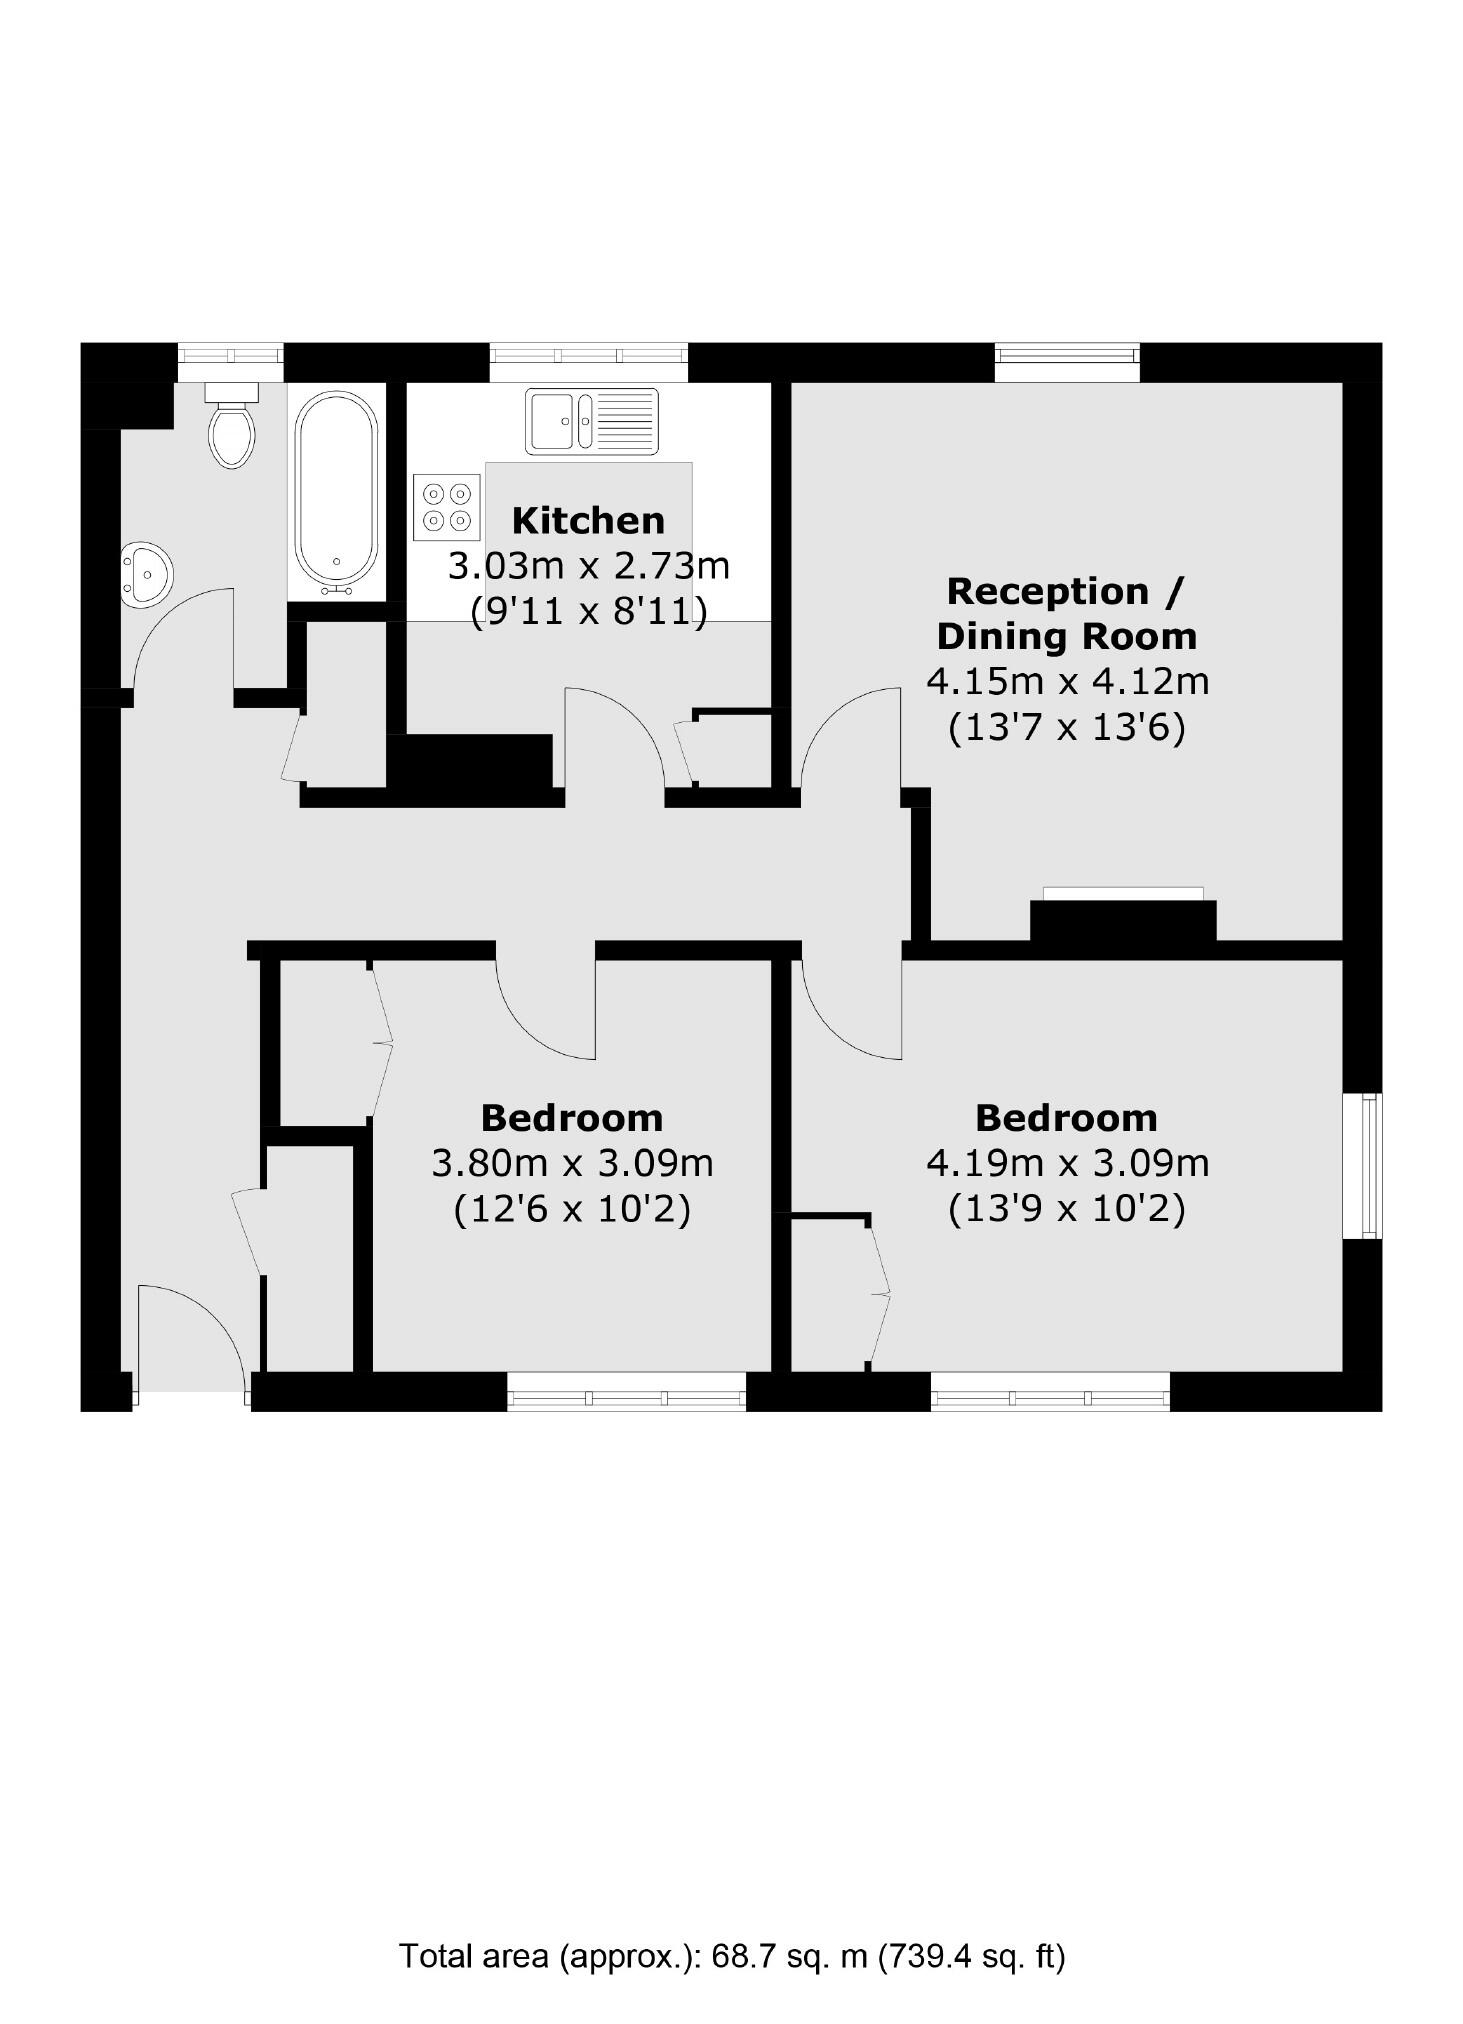 Kitchen
3.03m x 2.73m
(9'11 x 8'11)
Reception /
Dining Room
4.15m x 4.12m
(13'7 x 13'6)
Bedroom
3.80m x 3.09m
(12'6 x 10'2)
Bedroom
4.19m x 3.09m
(13'9 x 10'2)
Total area (approx.): 68.7 sq. m (739.4 sq. ft)